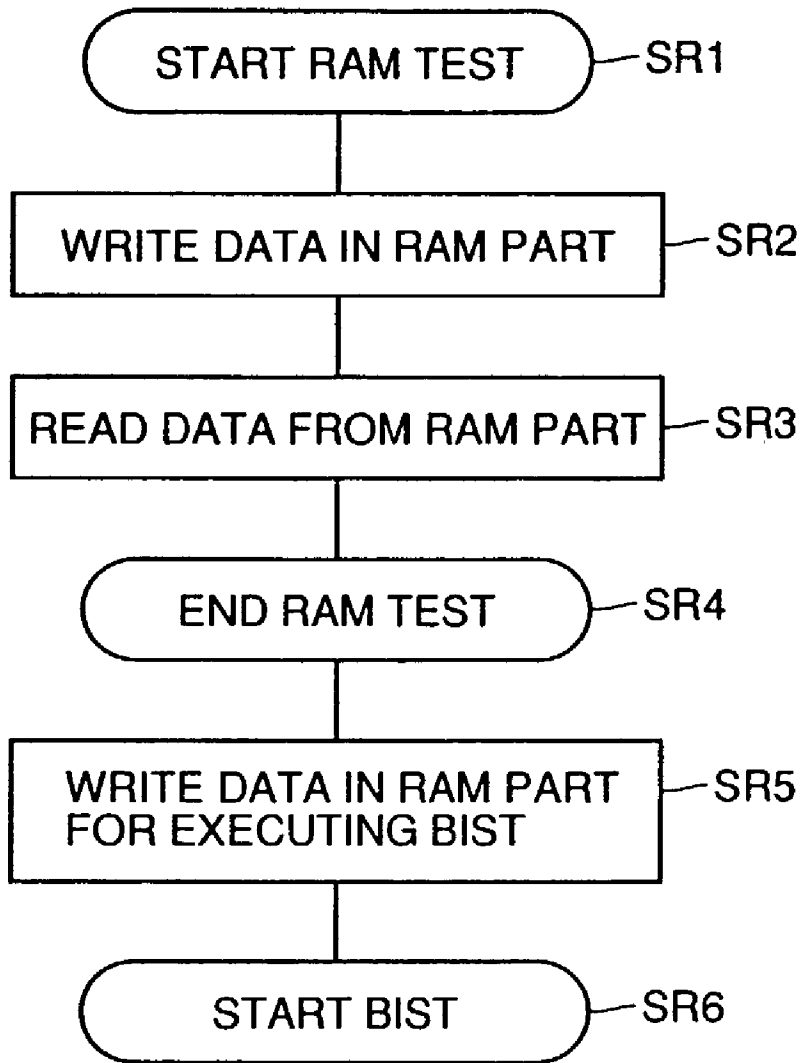 START RAM TEST
SR1
WRITE DATA IN RAM PART
SR2
READ DATA FROM RAM PART
SR3
END RAM TEST
SR4
WRITE DATA IN RAM PART
FOR EXECUTING BIST
SR5
START BIST
SR6